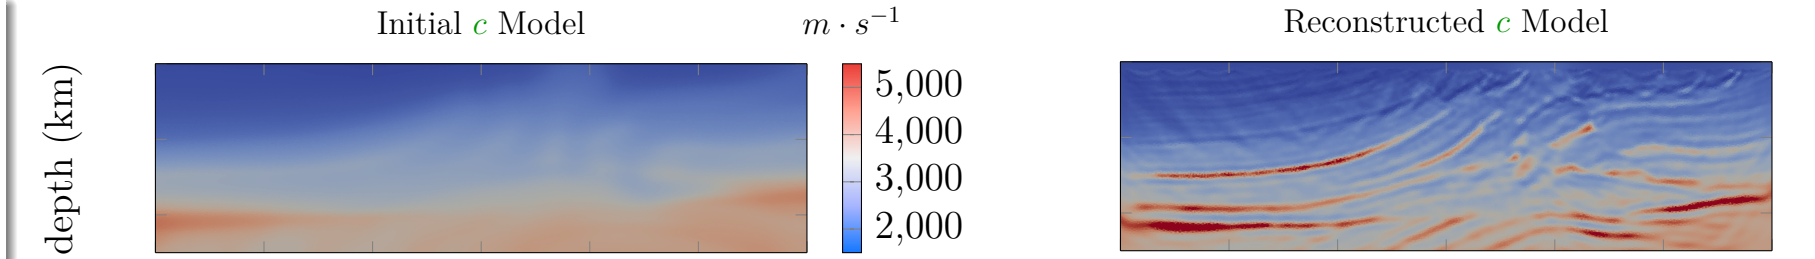 Initial c Model
m · s⁻¹
Reconstructed c Model
depth (km)
5,000
4,000
3,000
2,000